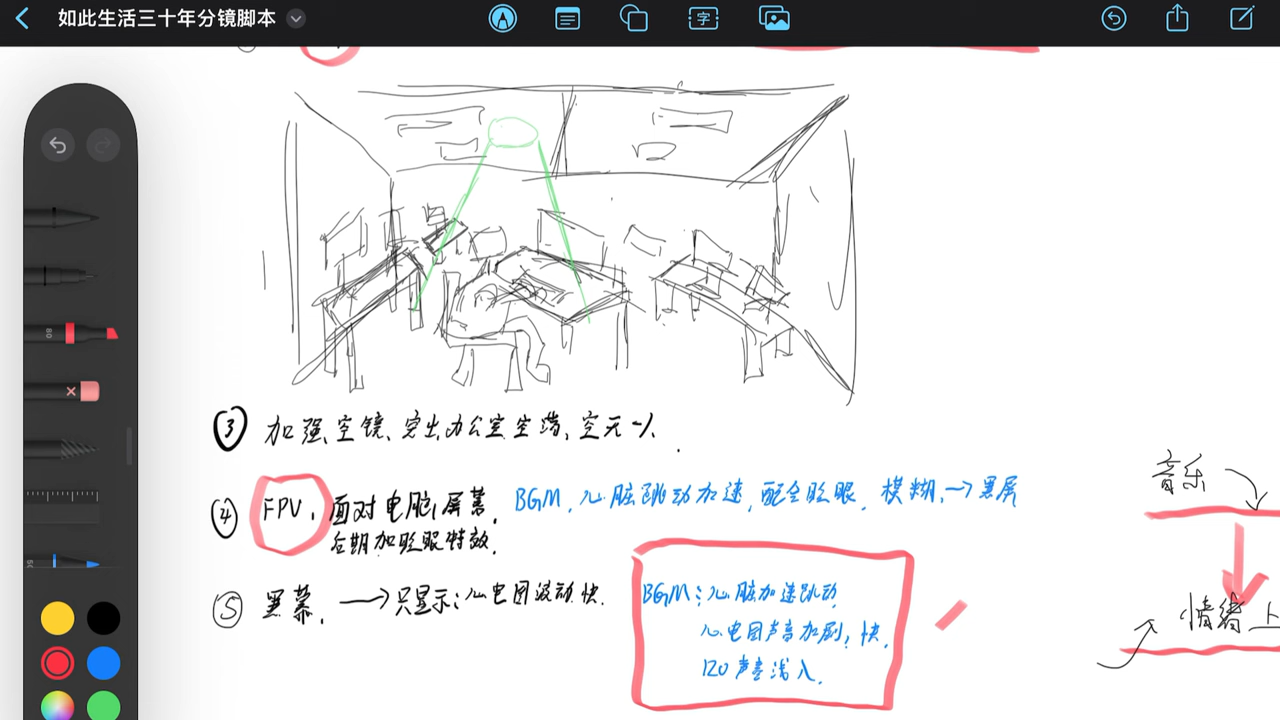 如此生活三十年分镜脚本
字
③ 加强空镜、突出办公室空荡、空无一人.
④ FPV, 面对电脑屏幕, BGM, 心脏跳动加速, 配合眨眼, 模糊, →黑屏
后期加眨眼特效.
⑤ 黑幕, →只显示:心电图波动快.
BGM:心脏加速跳动,
心电图声音加剧,快,
120声音浅入.
音乐
情绪上
80